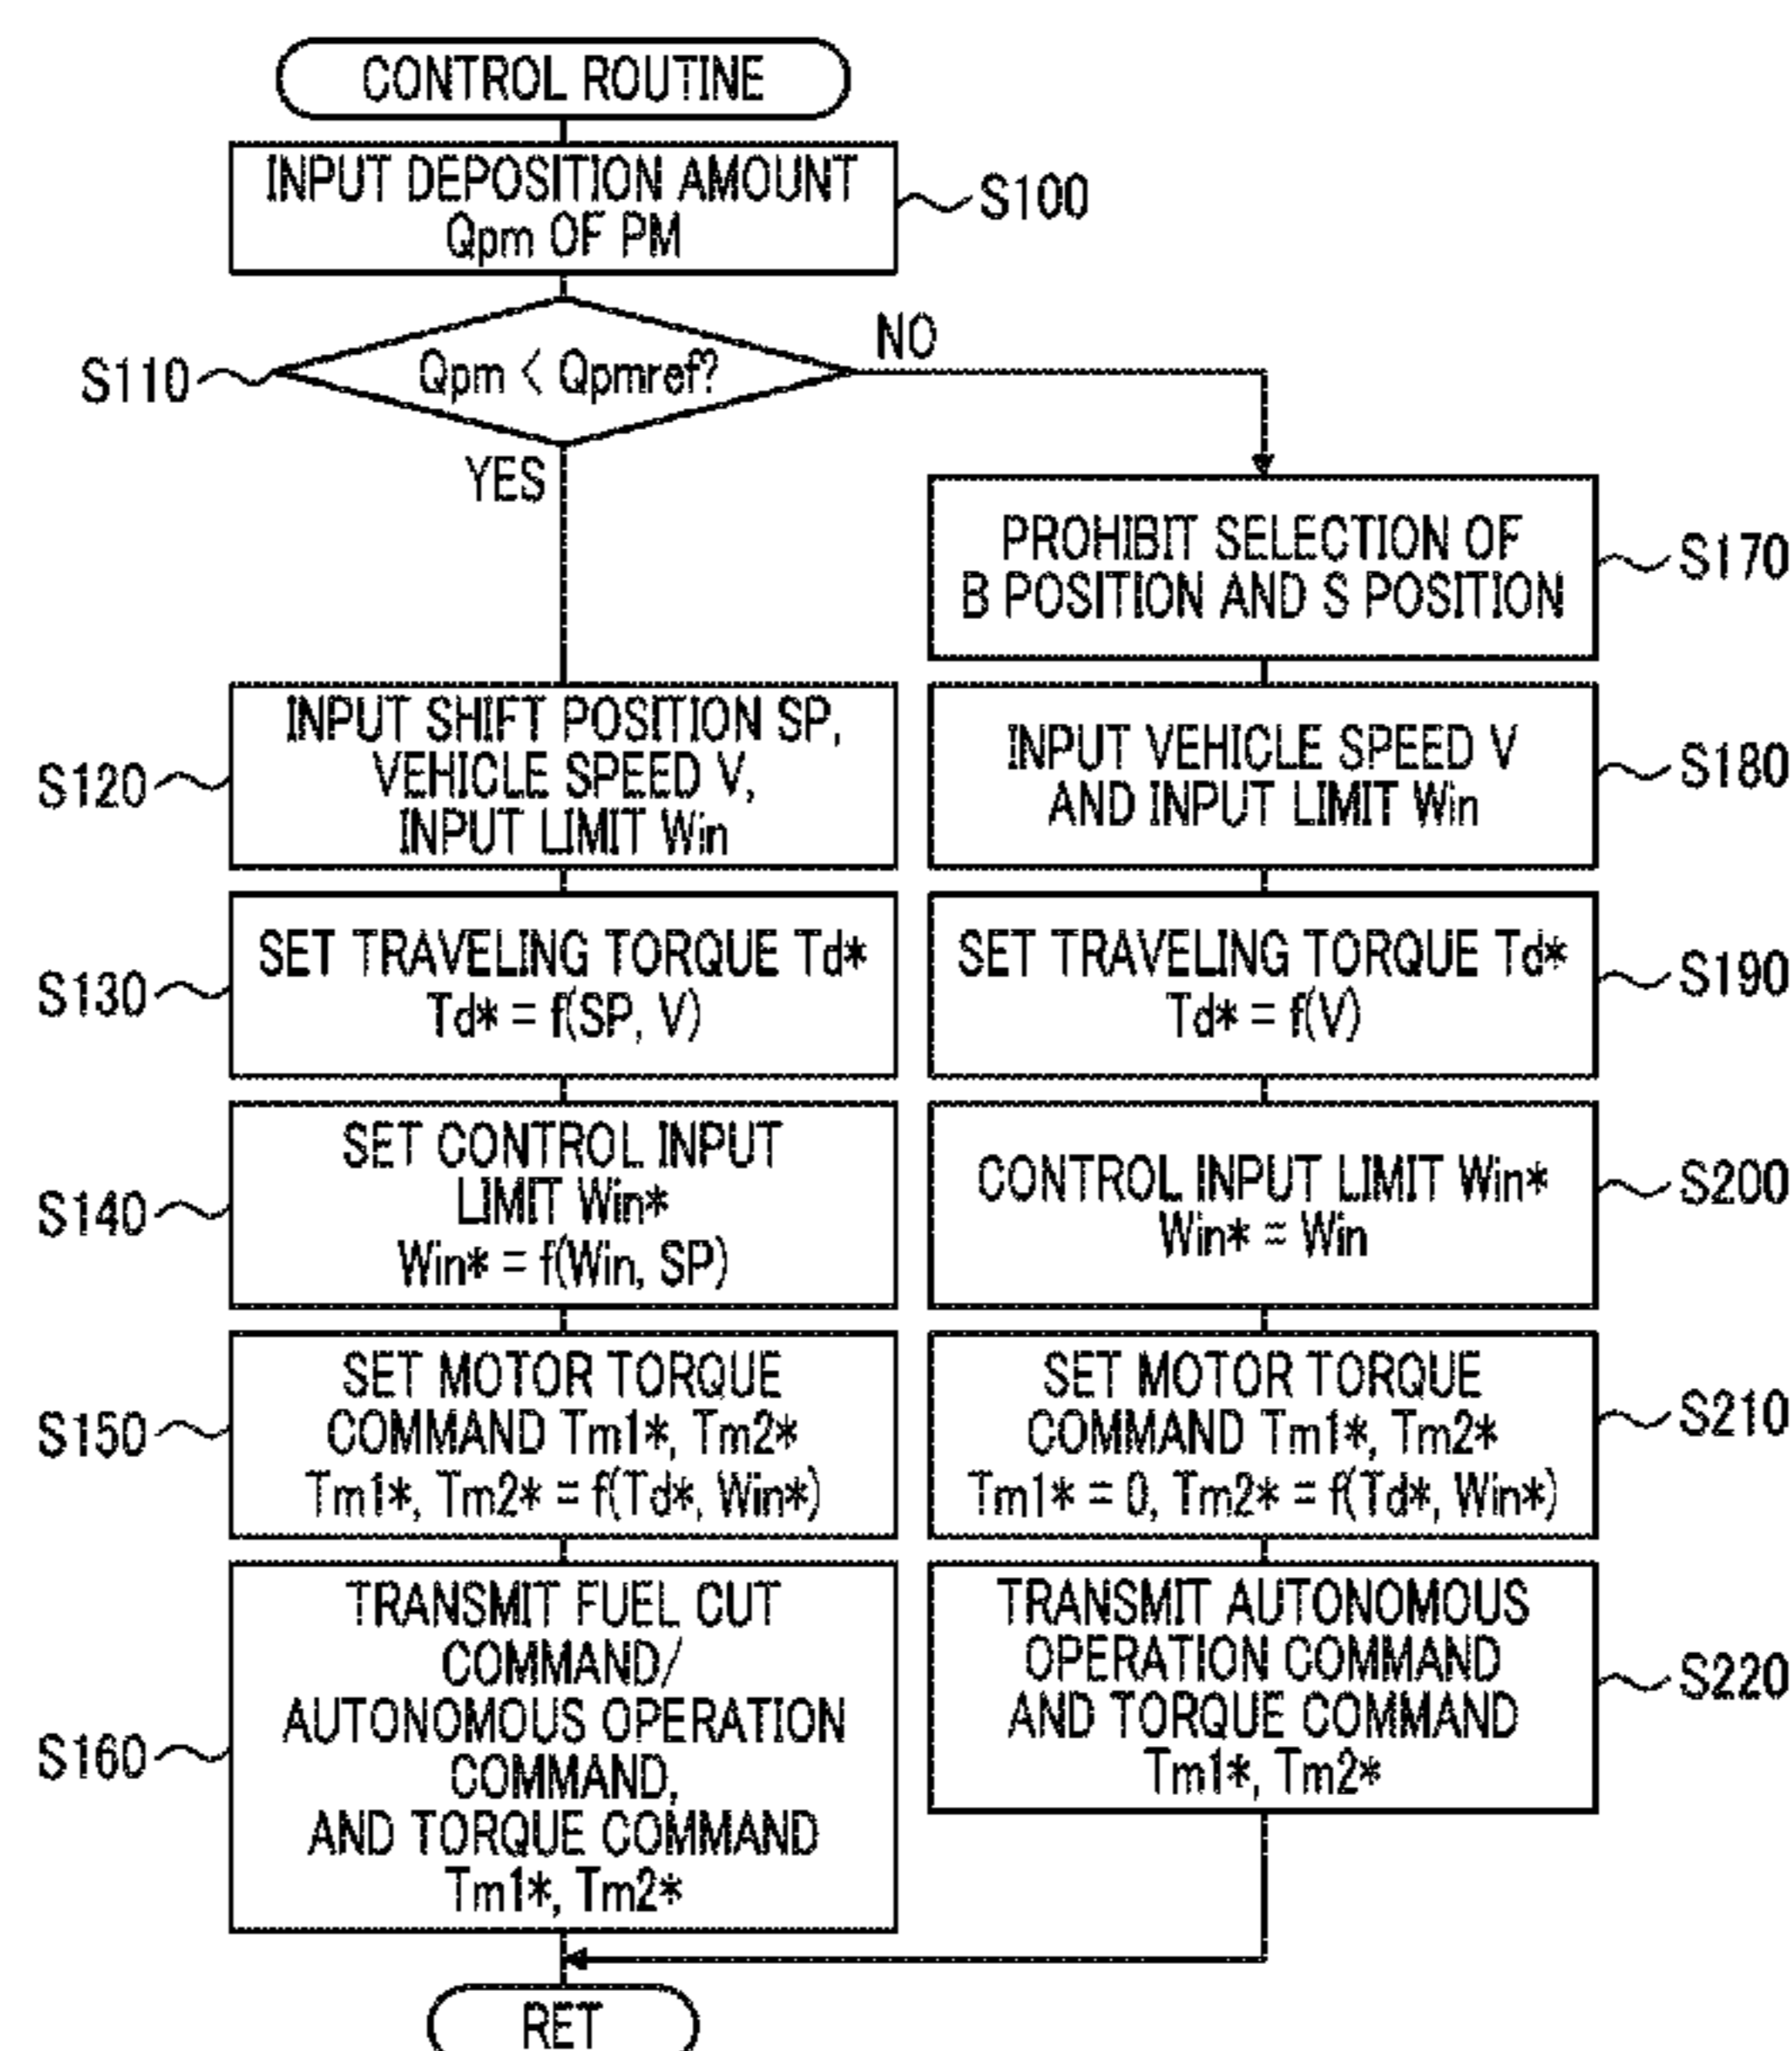 CONTROL ROUTINE
INPUT DEPOSITION AMOUNT
Qpm OF PM
S100
S110
Qpm < Qpmref?
NO
YES
PROHIBIT SELECTION OF
B POSITION AND S POSITION
S170
S120
INPUT SHIFT POSITION SP,
VEHICLE SPEED V,
INPUT LIMIT Win
INPUT VEHICLE SPEED V
AND INPUT LIMIT Win
S180
S130
SET TRAVELING TORQUE Td*
Td* = f(SP, V)
SET TRAVELING TORQUE Td*
Td* = f(V)
S190
S140
SET CONTROL INPUT
LIMIT Win*
Win* = f(Win, SP)
CONTROL INPUT LIMIT Win*
Win* = Win
S200
S150
SET MOTOR TORQUE
COMMAND Tm1*, Tm2*
Tm1*, Tm2* = f(Td*, Win*)
SET MOTOR TORQUE
COMMAND Tm1*, Tm2*
Tm1* = 0, Tm2* = f(Td*, Win*)
S210
S160
TRANSMIT FUEL CUT
COMMAND/
AUTONOMOUS OPERATION
COMMAND,
AND TORQUE COMMAND
Tm1*, Tm2*
TRANSMIT AUTONOMOUS
OPERATION COMMAND
AND TORQUE COMMAND
Tm1*, Tm2*
S220
RET